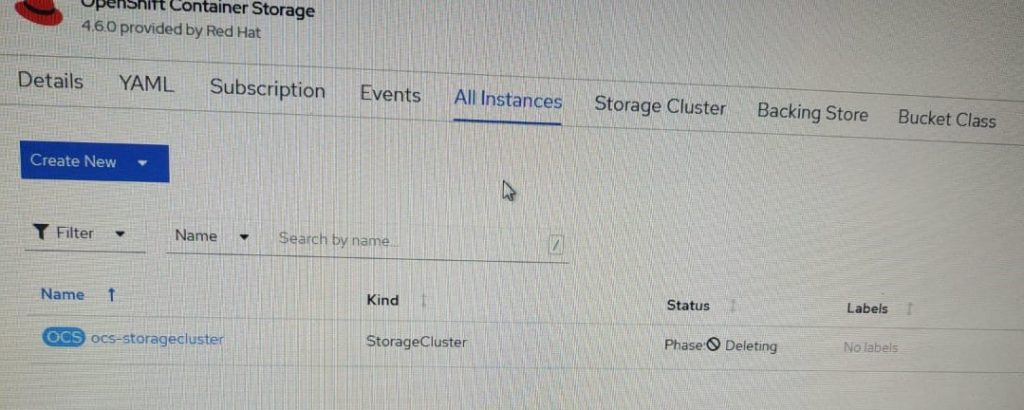 OpenShift Container Storage
4.6.0 provided by Red Hat
Details YAML Subscription Events All Instances Storage Cluster Backing Store Bucket Class
Create New
Filter Name Search by name... /
Name Kind Status Labels
OCS ocs-storagecluster StorageCluster Phase: Deleting No labels